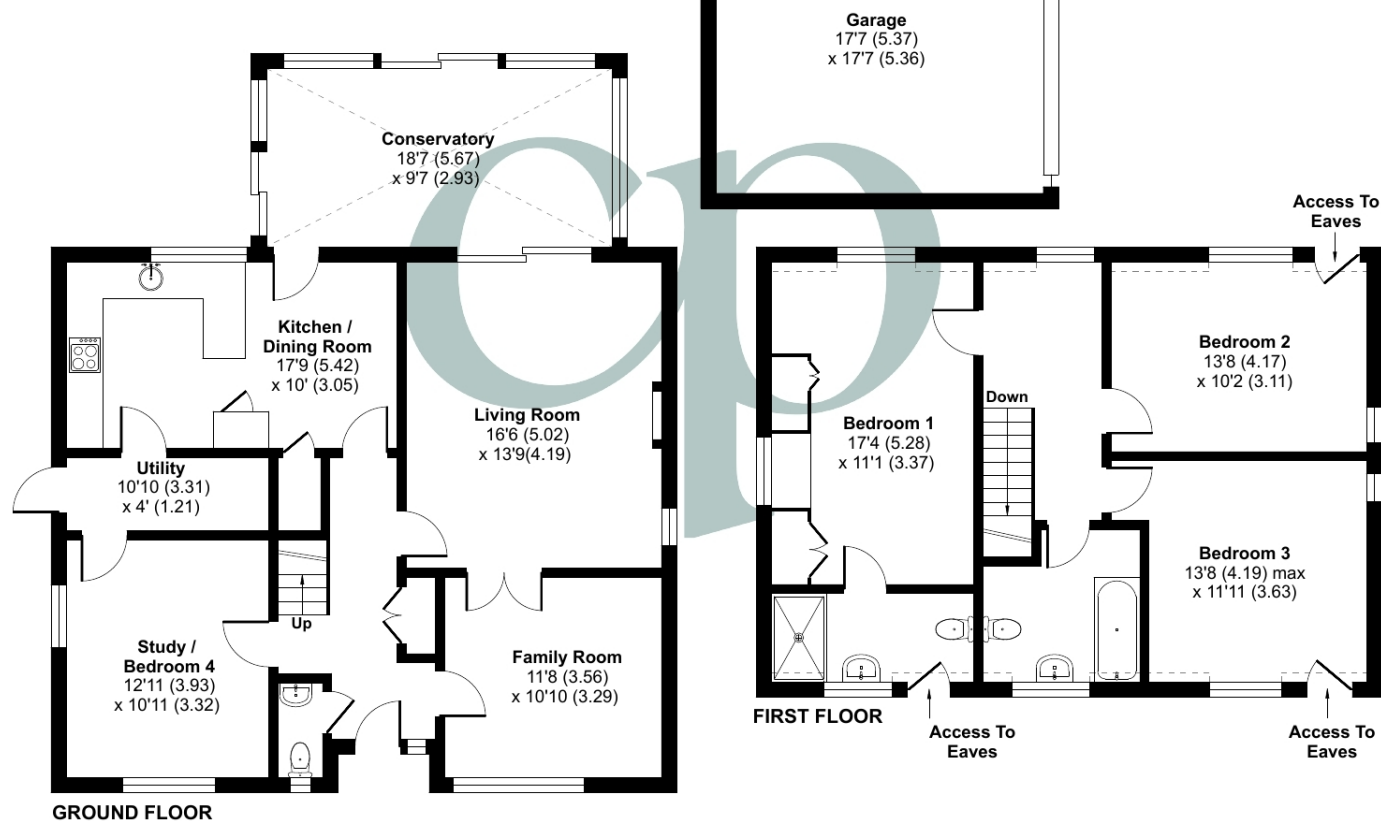 Garage
17'7 (5.37)
x 17'7 (5.36)
Conservatory
18'7 (5.67)
x 9'7 (2.93)
cp
Kitchen /
Dining Room
17'9 (5.42)
x 10' (3.05)
Living Room
16'6 (5.02)
x 13'9(4.19)
Utility
10'10 (3.31)
x 4' (1.21)
Up
Study /
Bedroom 4
12'11 (3.93)
x 10'11 (3.32)
Family Room
11'8 (3.56)
x 10'10 (3.29)
GROUND FLOOR
Access To
Eaves
Bedroom 2
13'8 (4.17)
x 10'2 (3.11)
Down
Bedroom 1
17'4 (5.28)
x 11'1 (3.37)
Bedroom 3
13'8 (4.19) max
x 11'11 (3.63)
FIRST FLOOR
Access To
Eaves
Access To
Eaves